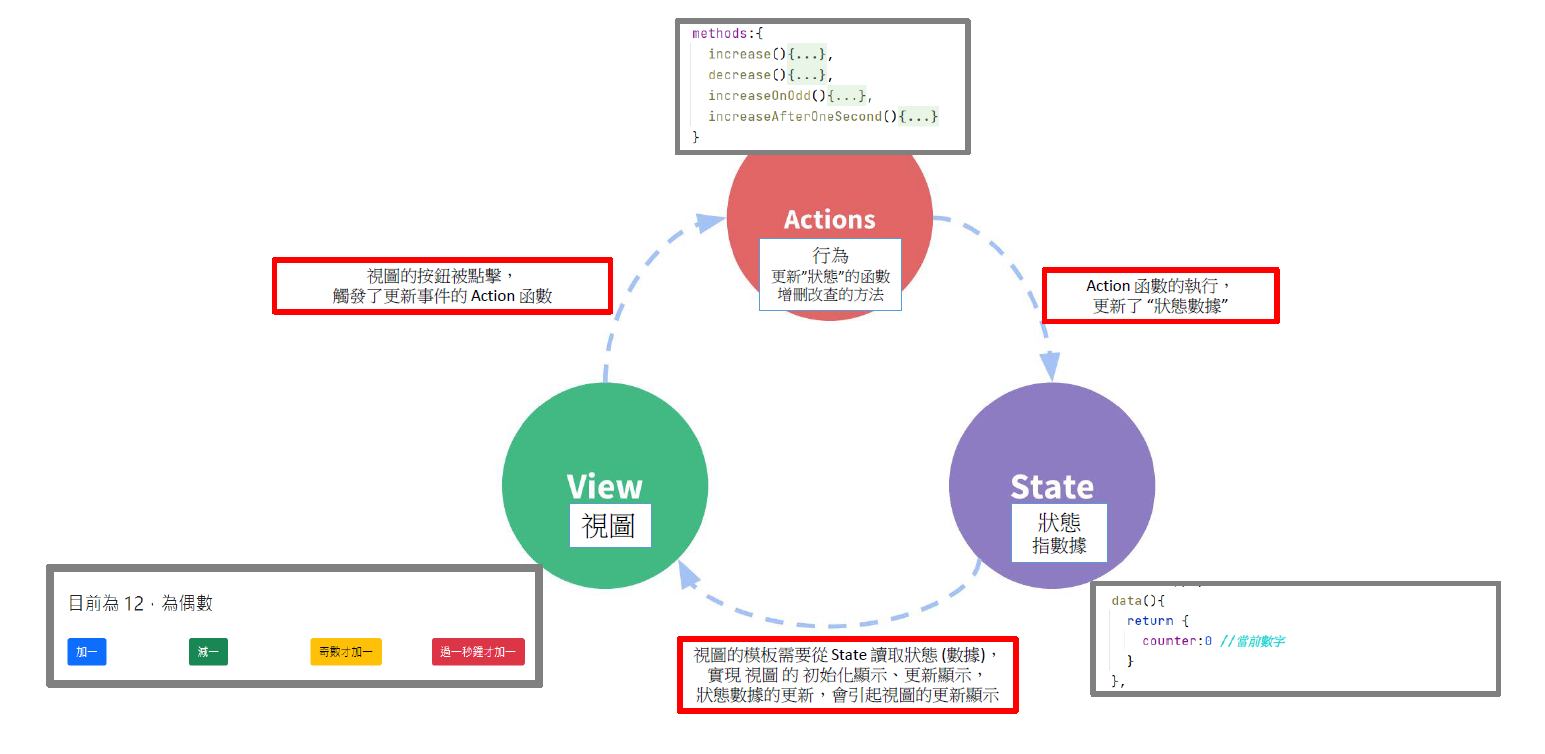 methods:{
increase(){...},
decrease(){...},
increaseOnOdd(){...},
increaseAfterOneSecond(){...}
}
Actions
行為
更新”狀態”的函數
增刪改查的方法
視圖的按鈕被點擊，
觸發了更新事件的 Action 函數
Action 函數的執行，
更新了 “狀態數據”
View
視圖
State
狀態
指數據
目前為 12，為偶數
加一
減一
奇數才加一
過一秒鐘才加一
視圖的模板需要從 State 讀取狀態 (數據)，
實現 視圖 的 初始化顯示、更新顯示，
狀態數據的更新，會引起視圖的更新顯示
data(){
return {
counter:0 //當前數字
}
},